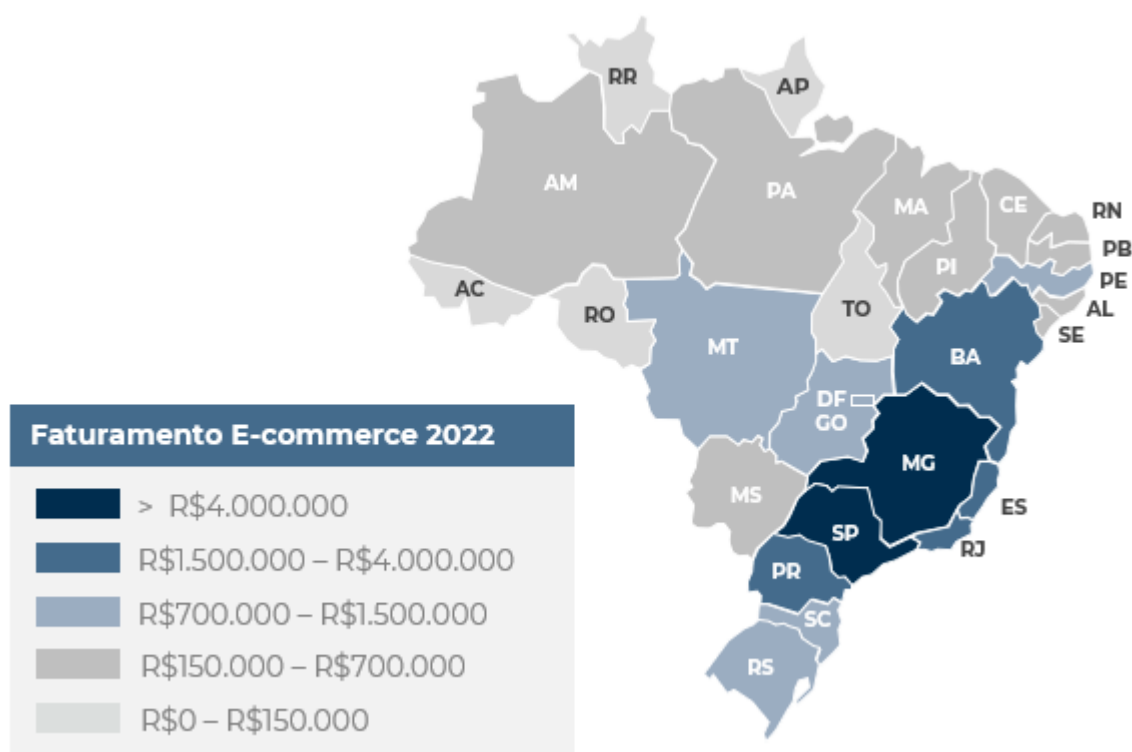 RR
AP
AM
PA
MA
CE
RN
PB
PI
PE
AC
RO
TO
AL
SE
MT
BA
DF
GO
MG
MS
ES
SP
RJ
PR
SC
RS
Faturamento E-commerce 2022
> R$4.000.000
R$1.500.000 – R$4.000.000
R$700.000 – R$1.500.000
R$150.000 – R$700.000
R$0 – R$150.000